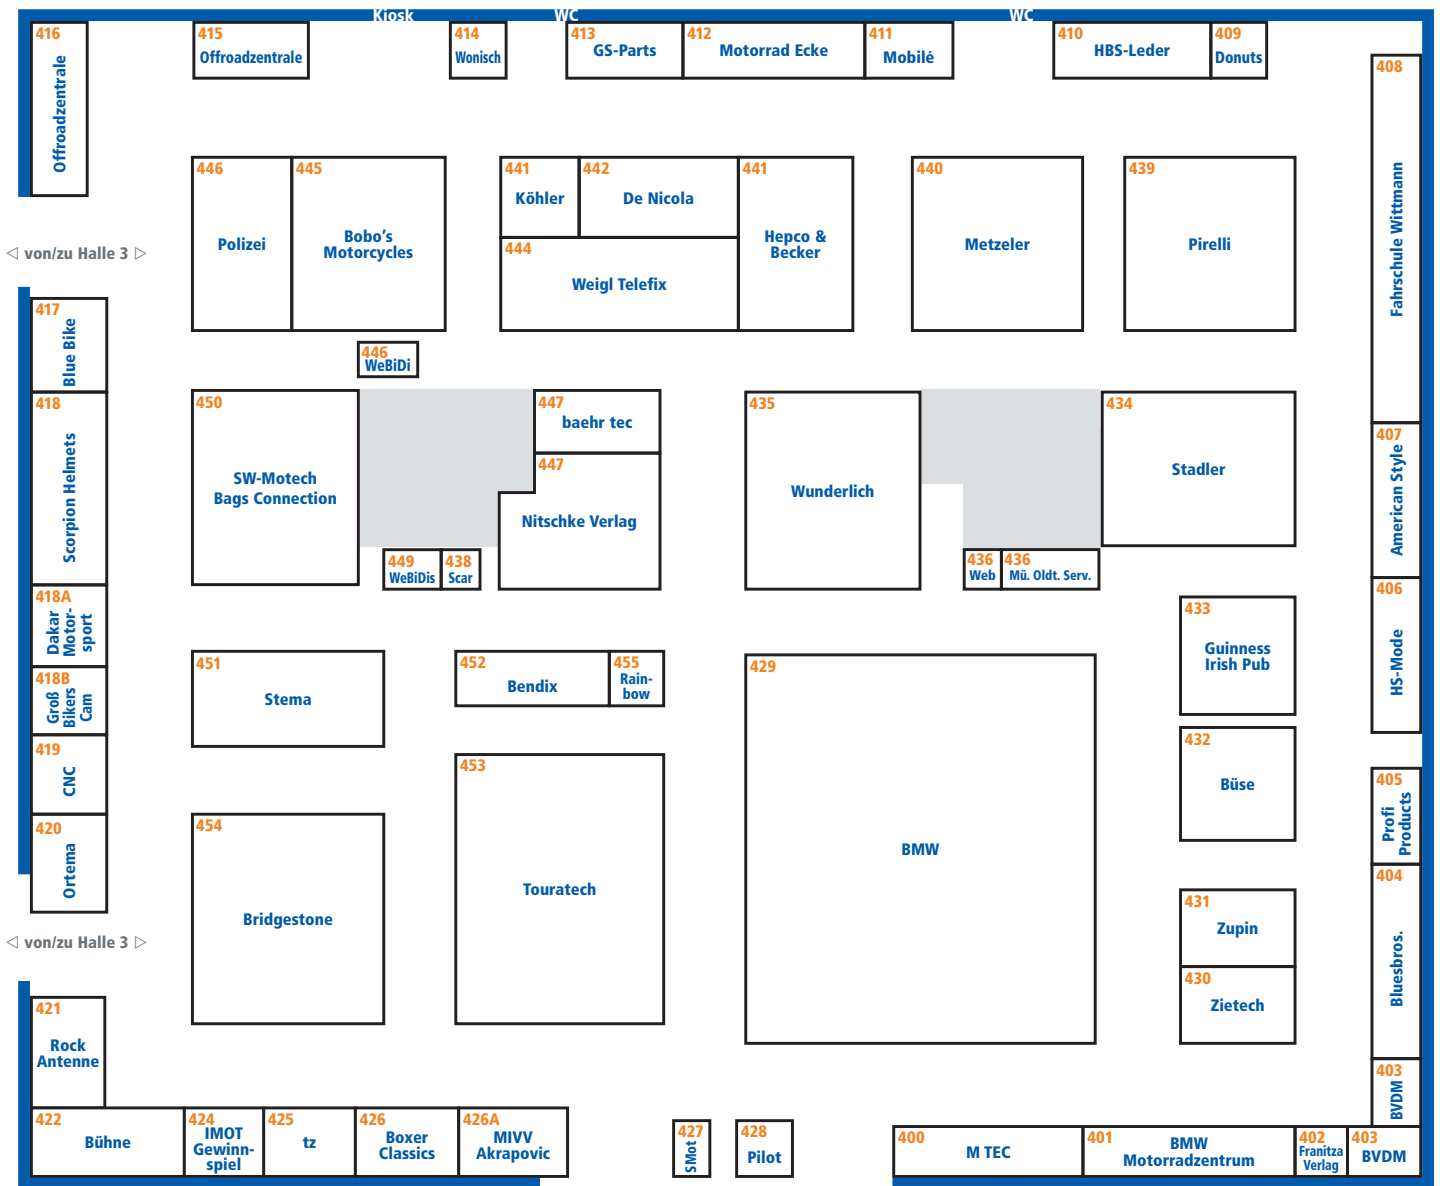 Kiosk
WC
WC
416
Offroadzentrale
415
Offroadzentrale
414
Wonisch
413
GS-Parts
412
Motorrad Ecke
411
Mobilé
410
HBS-Leder
409
Donuts
408
Fahrschule Wittmann
446
Polizei
445
Bobo's
Motorcycles
441
Köhler
442
De Nicola
441
Hepco &
Becker
444
Weigl Telefix
440
Metzeler
439
Pirelli
◁ von/zu Halle 3 ▷
417
Blue Bike
446
WeBiDi
418
Scorpion Helmets
450
SW-Motech
Bags Connection
447
baehr tec
447
Nitschke Verlag
449
WeBiDis
438
Scar
435
Wunderlich
434
Stadler
436
Web
436
Mü. Oldt. Serv.
407
American Style
406
HS-Mode
418A
Dakar
Motor-
sport
418B
Groß
Bikers
Cam
419
CNC
420
Ortema
451
Stema
452
Bendix
455
Rain-
bow
429
BMW
433
Guinness
Irish Pub
432
Büse
405
Profi
Products
453
Touratech
454
Bridgestone
404
Bluesbros.
431
Zupin
430
Zietech
◁ von/zu Halle 3 ▷
421
Rock
Antenne
403
BVDM
422
Bühne
424
IMOT
Gewinn-
spiel
425
tz
426
Boxer
Classics
426A
MIVV
Akrapovic
427
SMot
428
Pilot
400
M TEC
401
BMW
Motorradzentrum
402
Franitza
Verlag
403
BVDM